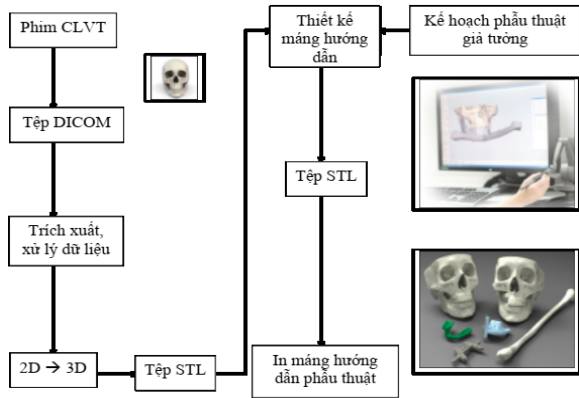 Phim CLVT
Tệp DICOM
Trích xuất,
xử lý dữ liệu
2D → 3D
Tệp STL
Thiết kế
máng hướng
dẫn
Kế hoạch phẫu thuật
giả tưởng
Tệp STL
In máng hướng
dẫn phẫu thuật